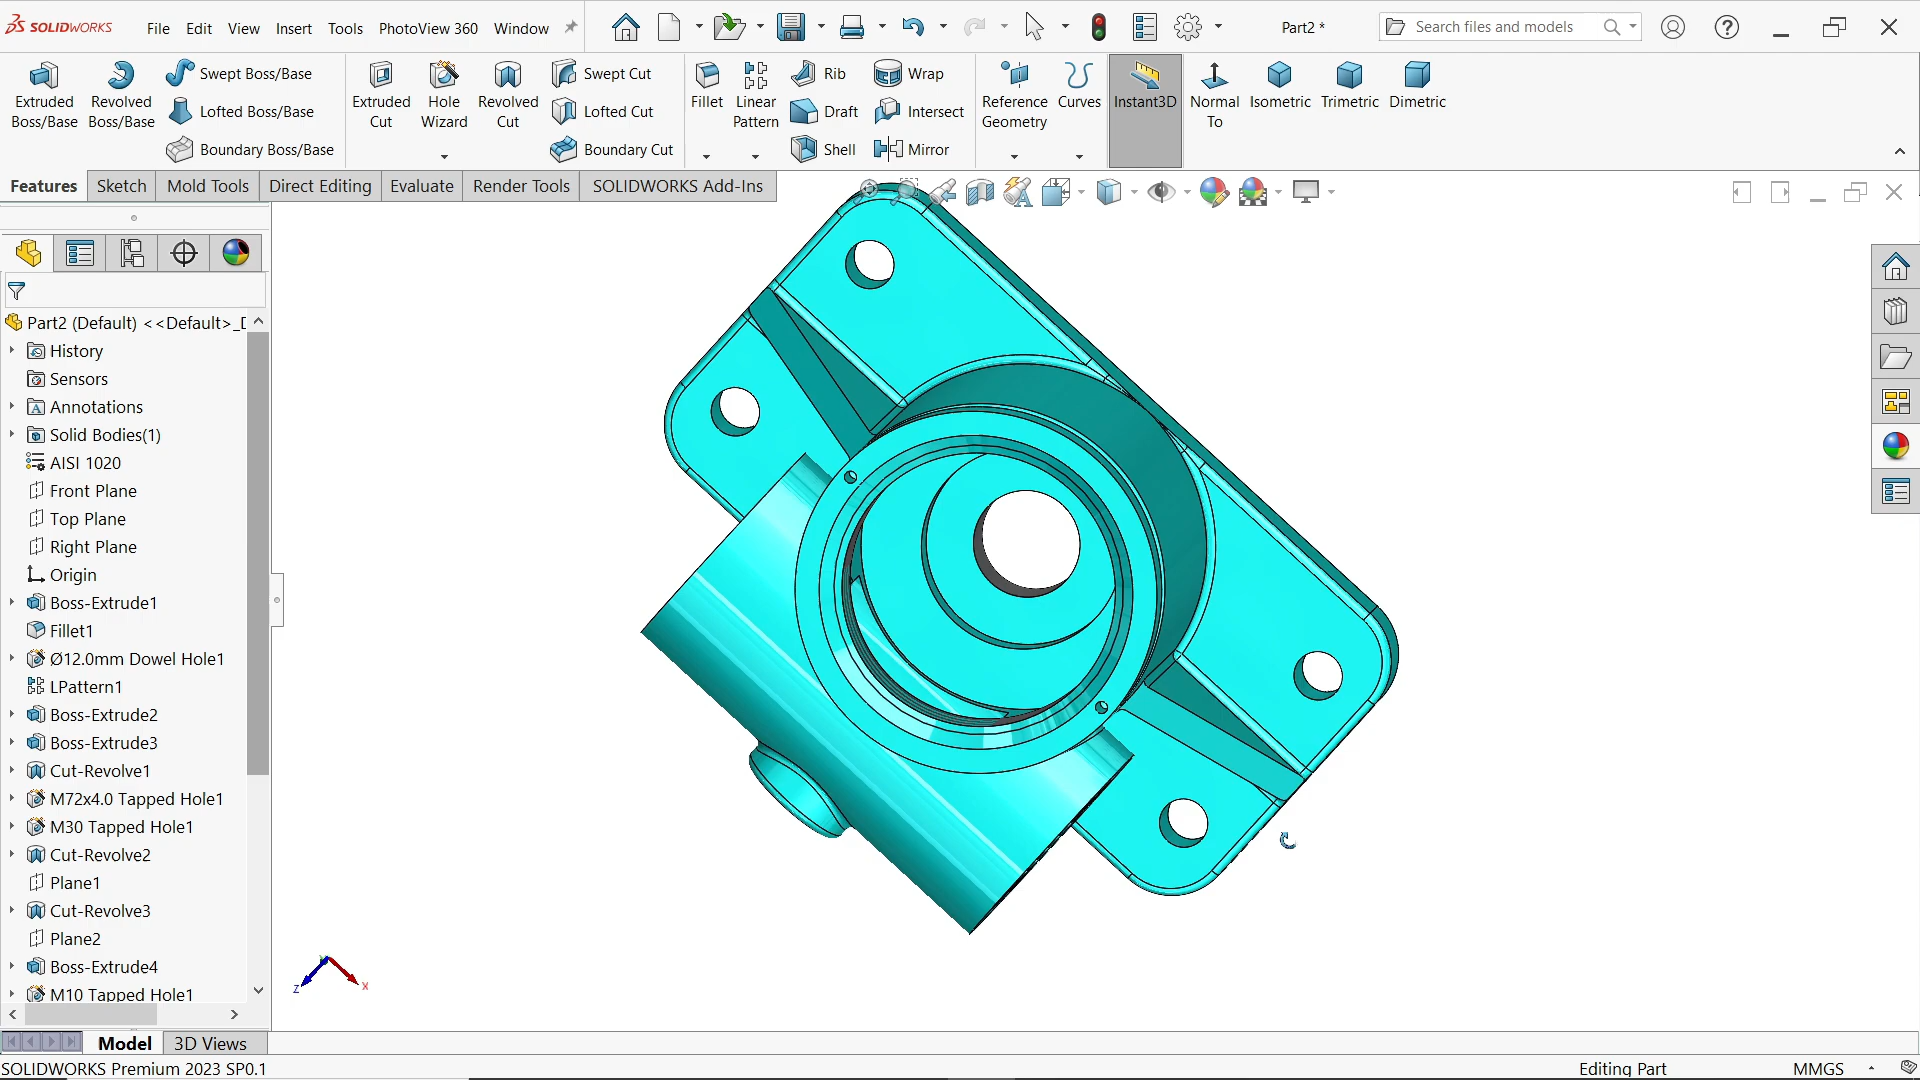 SOLIDWORKS File Edit View Insert Tools PhotoView 360 Window Part2 * Search files and models
Extruded Boss/Base
Revolved Boss/Base
Swept Boss/Base
Lofted Boss/Base
Boundary Boss/Base
Extruded Cut
Hole Wizard
Revolved Cut
Swept Cut
Lofted Cut
Boundary Cut
Fillet
Linear Pattern
Rib
Draft
Shell
Wrap
Intersect
Mirror
Reference Geometry
Curves
Instant3D
Normal To
Isometric
Trimetric
Dimetric
Features Sketch Mold Tools Direct Editing Evaluate Render Tools SOLIDWORKS Add-Ins
Part2 (Default) <<Default>_D
History
Sensors
Annotations
Solid Bodies(1)
AISI 1020
Front Plane
Top Plane
Right Plane
Origin
Boss-Extrude1
Fillet1
Ø12.0mm Dowel Hole1
LPattern1
Boss-Extrude2
Boss-Extrude3
Cut-Revolve1
M72x4.0 Tapped Hole1
M30 Tapped Hole1
Cut-Revolve2
Plane1
Cut-Revolve3
Plane2
Boss-Extrude4
M10 Tapped Hole1
Z X
Model 3D Views
SOLIDWORKS Premium 2023 SP0.1 Editing Part MMGS